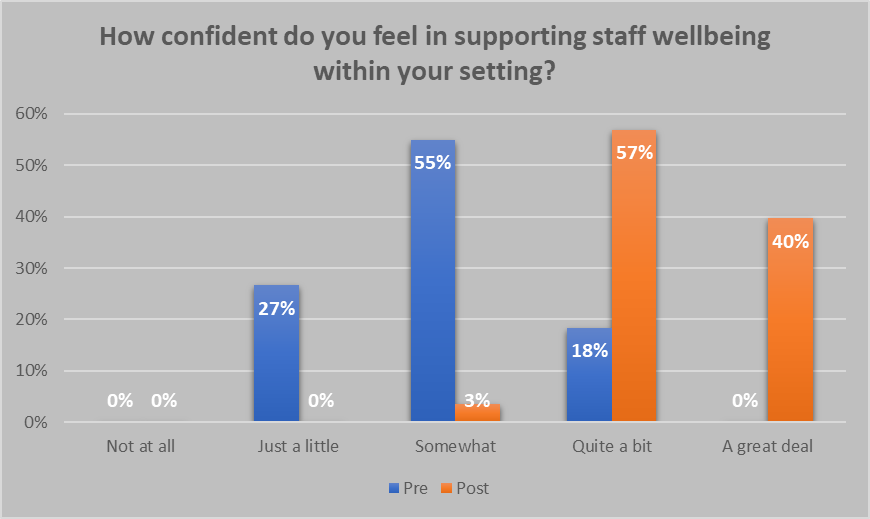 How confident do you feel in supporting staff wellbeing
within your setting?
60%
50%
40%
30%
20%
10%
0%
0%
0%
27%
0%
55%
3%
18%
57%
0%
40%
Not at all
Just a little
Somewhat
Quite a bit
A great deal
Pre
Post